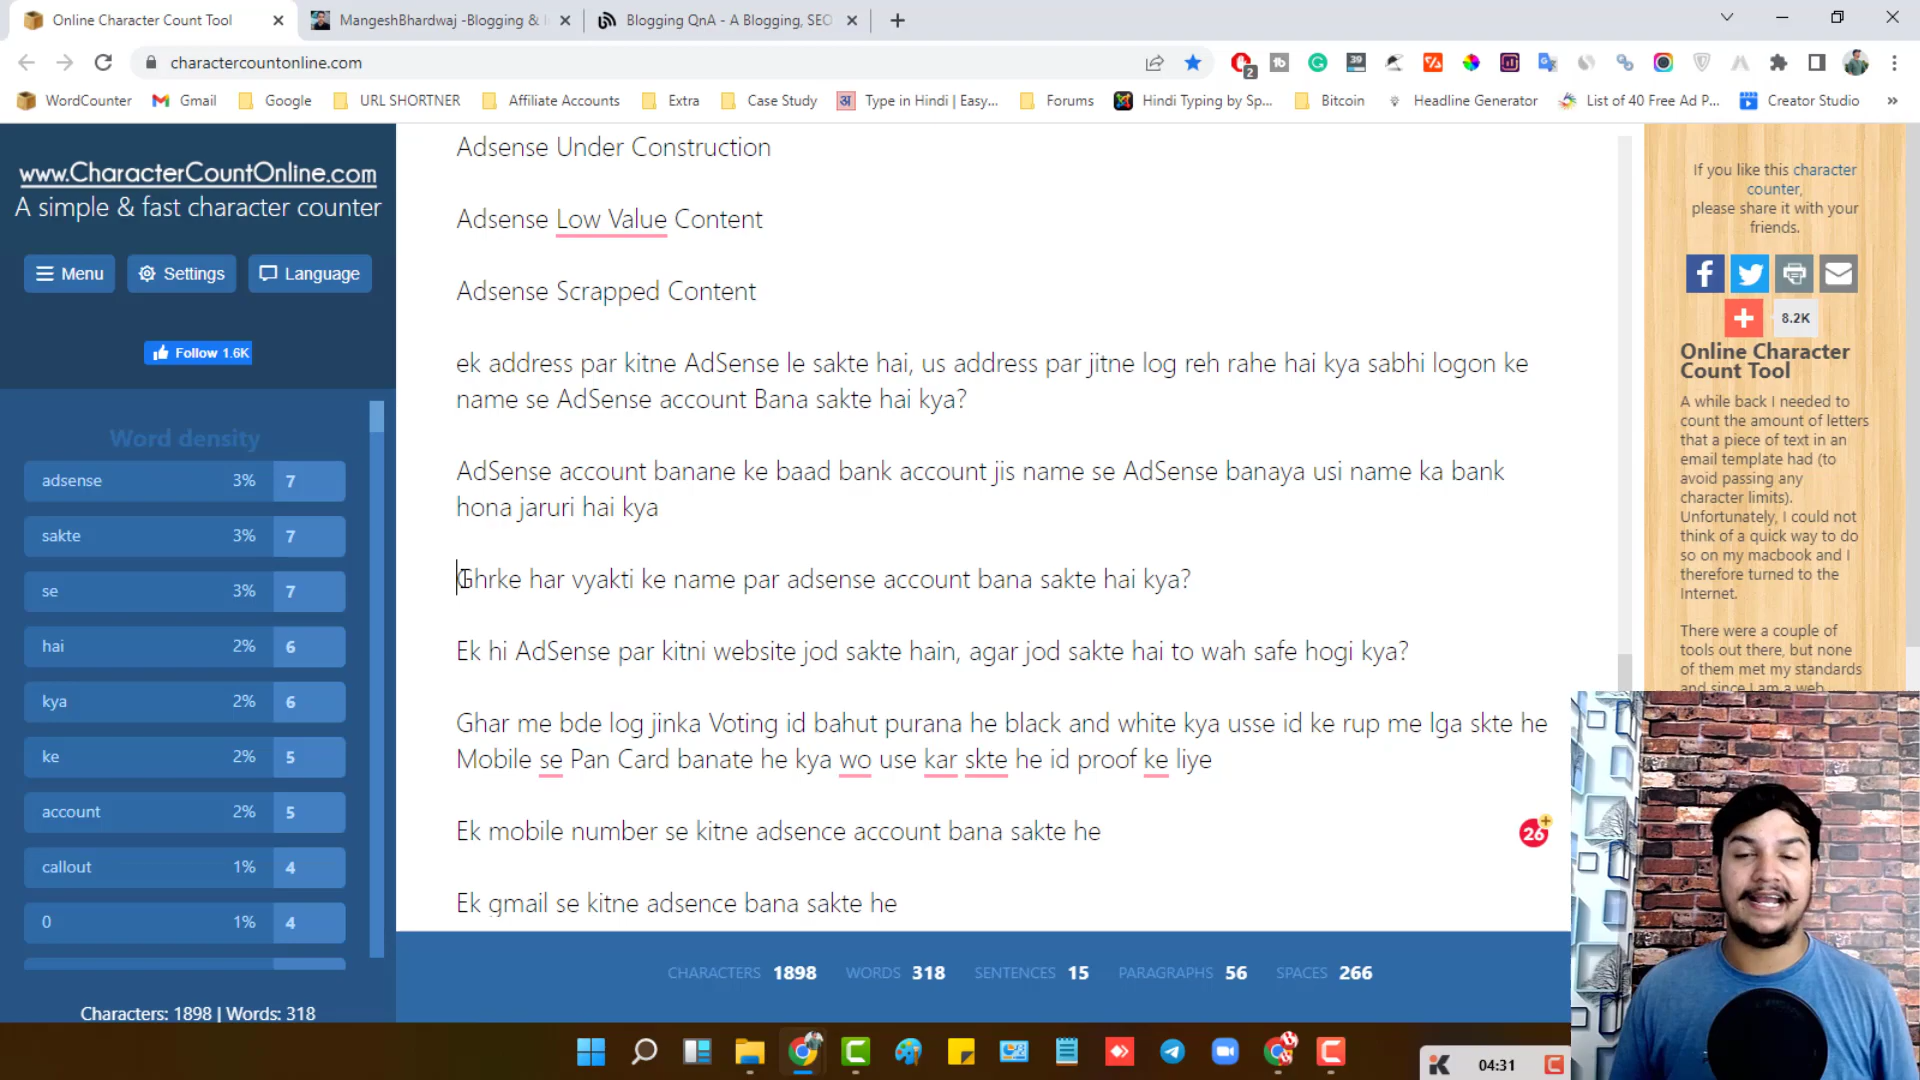 Online Character Count Tool
MangeshBhardwaj -Blogging &
Blogging QnA - A Blogging, SEO
charactercountonline.com
2
39
WordCounter
Gmail
Google
URL SHORTNER
Affiliate Accounts
Extra
Case Study
Type in Hindi | Easy...
Forums
Hindi Typing by Sp...
Bitcoin
Headline Generator
List of 40 Free Ad P...
Creator Studio
www.CharacterCountOnline.com
A simple & fast character counter
Menu
Settings
Language
Follow 1.6K
Word density
adsense 3% 7
sakte 3% 7
se 3% 7
hai 2% 6
kya 2% 6
ke 2% 5
account 2% 5
callout 1% 4
0 1% 4
Characters: 1898 | Words: 318
Adsense Under Construction
Adsense Low Value Content
Adsense Scrapped Content
ek address par kitne AdSense le sakte hai, us address par jitne log reh rahe hai kya sabhi logon ke
name se AdSense account Bana sakte hai kya?
AdSense account banane ke baad bank account jis name se AdSense banaya usi name ka bank
hona jaruri hai kya
Ghrke har vyakti ke name par adsense account bana sakte hai kya?
Ek hi AdSense par kitni website jod sakte hain, agar jod sakte hai to wah safe hogi kya?
Ghar me bde log jinka Voting id bahut purana he black and white kya usse id ke rup me lga skte he
Mobile se Pan Card banate he kya wo use kar skte he id proof ke liye
Ek mobile number se kitne adsence account bana sakte he
Ek gmail se kitne adsence bana sakte he
26
CHARACTERS 1898 WORDS 318 SENTENCES 15 PARAGRAPHS 56 SPACES 266
If you like this character
counter,
please share it with your
friends.
8.2K
Online Character
Count Tool
A while back I needed to
count the amount of letters
that a piece of text in an
email template had (to
avoid passing any
character limits).
Unfortunately, I could not
think of a quick way to do
so on my macbook and I
therefore turned to the
Internet.
There were a couple of
tools out there, but none
of them met my standards
and since I am a web
04:31